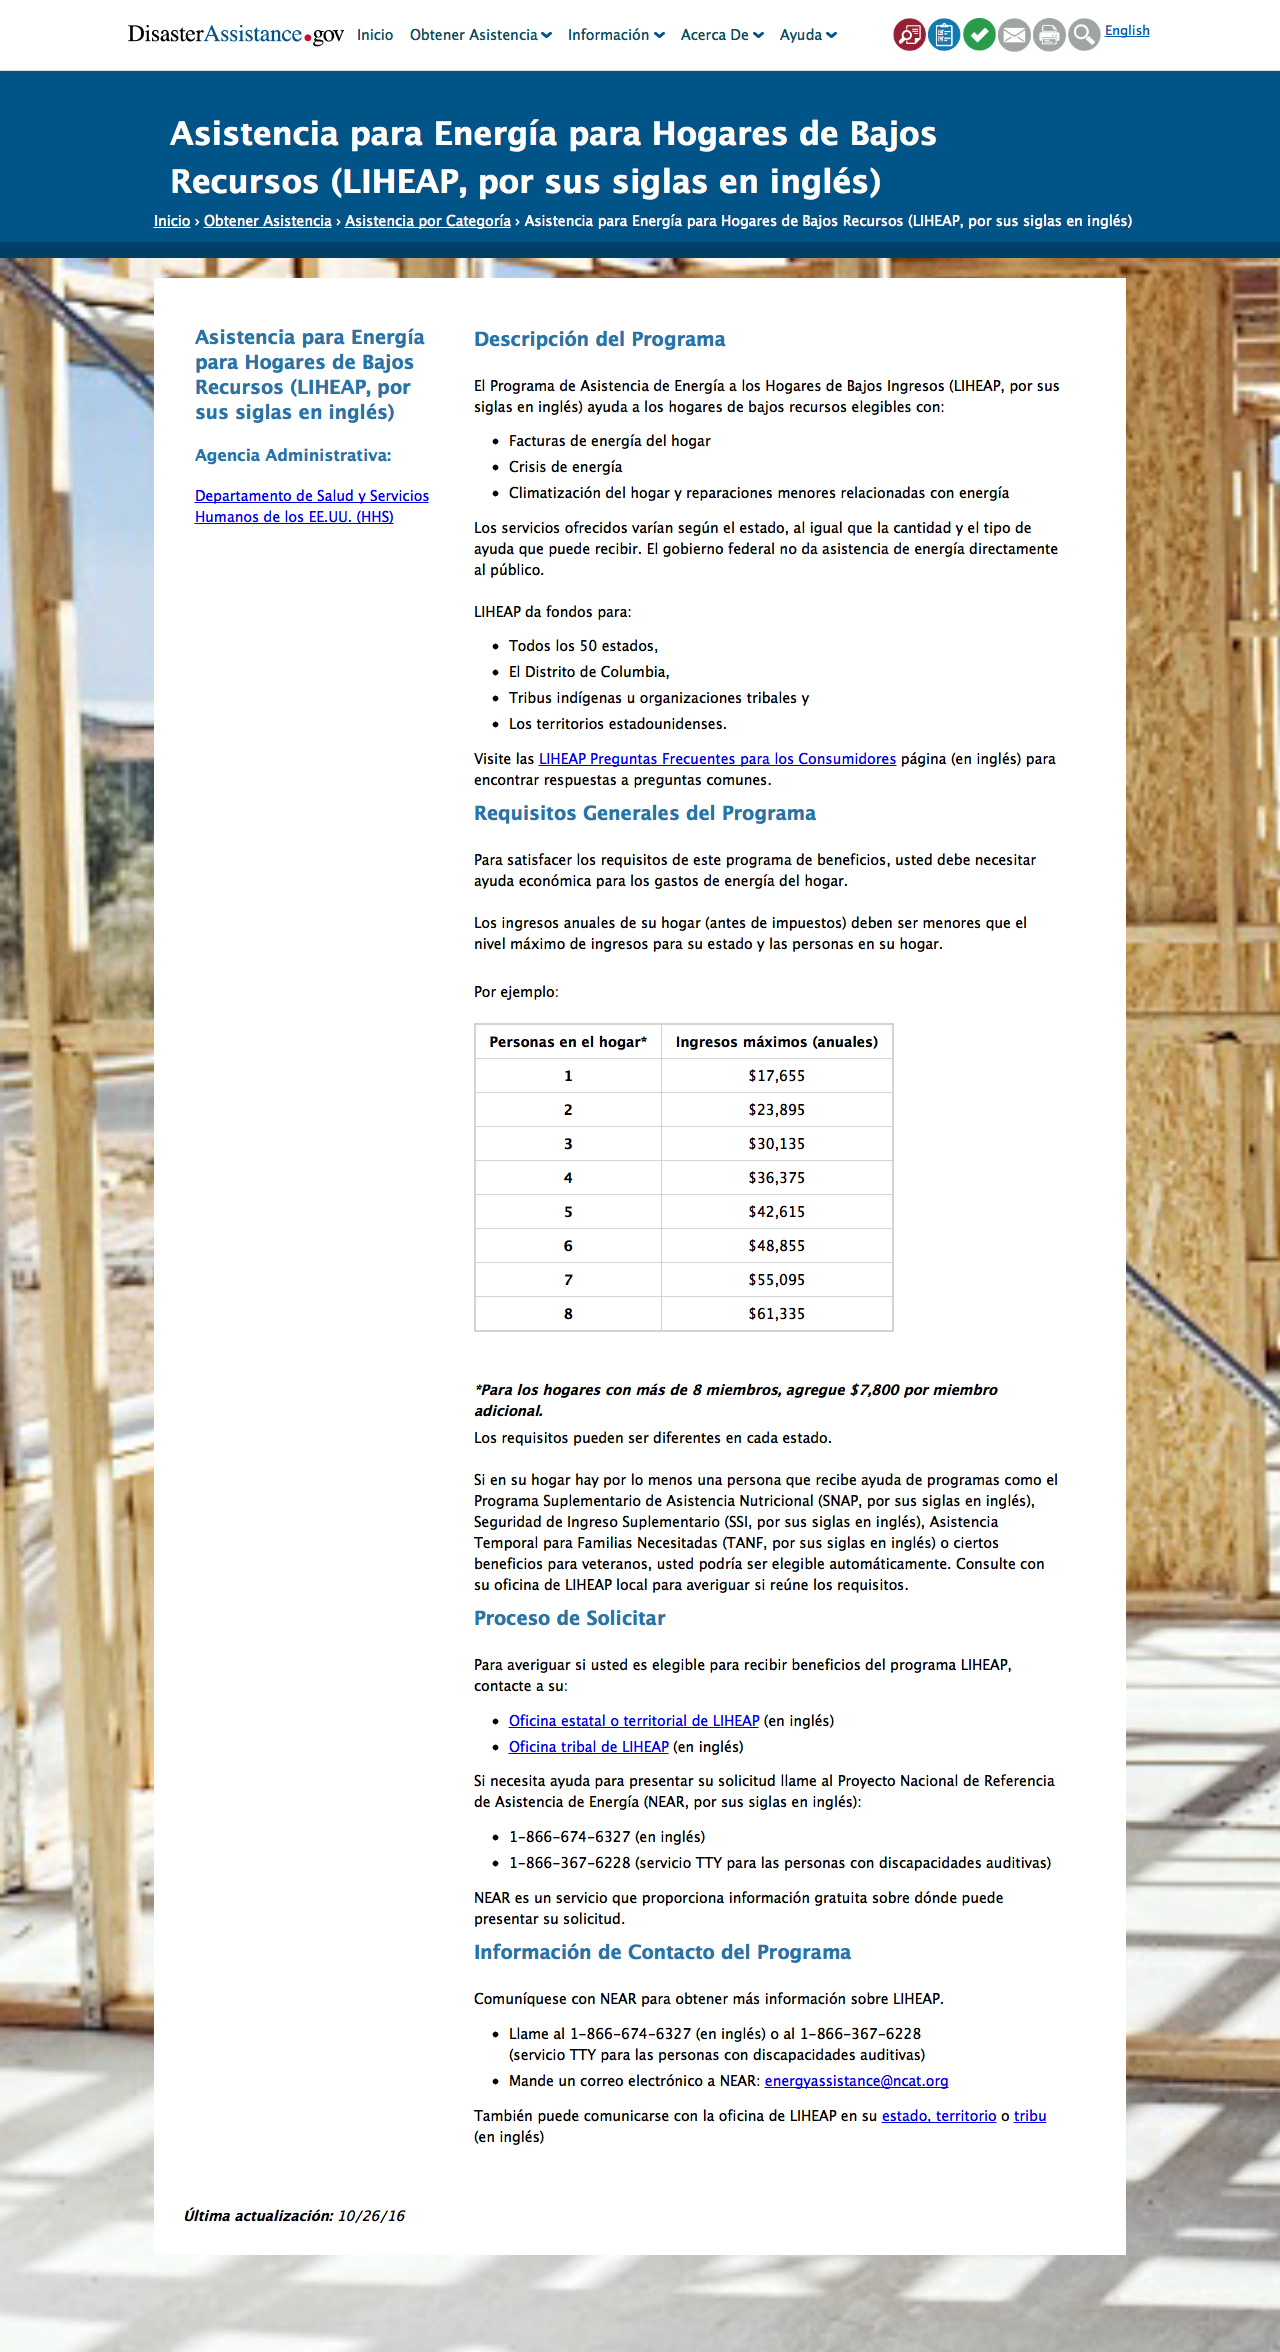 DisasterAssistance.gov Inicio Obtener Asistencia Información Acerca De Ayuda English
Asistencia para Energía para Hogares de Bajos
Recursos (LIHEAP, por sus siglas en inglés)
Inicio › Obtener Asistencia › Asistencia por Categoría › Asistencia para Energía para Hogares de Bajos Recursos (LIHEAP, por sus siglas en inglés)
Asistencia para Energía
para Hogares de Bajos
Recursos (LIHEAP, por
sus siglas en inglés)
Agencia Administrativa:
Departamento de Salud y Servicios
Humanos de los EE.UU. (HHS)
Descripción del Programa
El Programa de Asistencia de Energía a los Hogares de Bajos Ingresos (LIHEAP, por sus
siglas en inglés) ayuda a los hogares de bajos recursos elegibles con:
• Facturas de energía del hogar
• Crisis de energía
• Climatización del hogar y reparaciones menores relacionadas con energía
Los servicios ofrecidos varían según el estado, al igual que la cantidad y el tipo de
ayuda que puede recibir. El gobierno federal no da asistencia de energía directamente
al público.
LIHEAP da fondos para:
• Todos los 50 estados,
• El Distrito de Columbia,
• Tribus indígenas u organizaciones tribales y
• Los territorios estadounidenses.
Visite las LIHEAP Preguntas Frecuentes para los Consumidores página (en inglés) para
encontrar respuestas a preguntas comunes.
Requisitos Generales del Programa
Para satisfacer los requisitos de este programa de beneficios, usted debe necesitar
ayuda económica para los gastos de energía del hogar.
Los ingresos anuales de su hogar (antes de impuestos) deben ser menores que el
nivel máximo de ingresos para su estado y las personas en su hogar.
Por ejemplo:
Personas en el hogar* Ingresos máximos (anuales)
1 $17,655
2 $23,895
3 $30,135
4 $36,375
5 $42,615
6 $48,855
7 $55,095
8 $61,335
*Para los hogares con más de 8 miembros, agregue $7,800 por miembro
adicional.
Los requisitos pueden ser diferentes en cada estado.
Si en su hogar hay por lo menos una persona que recibe ayuda de programas como el
Programa Suplementario de Asistencia Nutricional (SNAP, por sus siglas en inglés),
Seguridad de Ingreso Suplementario (SSI, por sus siglas en inglés), Asistencia
Temporal para Familias Necesitadas (TANF, por sus siglas en inglés) o ciertos
beneficios para veteranos, usted podría ser elegible automáticamente. Consulte con
su oficina de LIHEAP local para averiguar si reúne los requisitos.
Proceso de Solicitar
Para averiguar si usted es elegible para recibir beneficios del programa LIHEAP,
contacte a su:
• Oficina estatal o territorial de LIHEAP (en inglés)
• Oficina tribal de LIHEAP (en inglés)
Si necesita ayuda para presentar su solicitud llame al Proyecto Nacional de Referencia
de Asistencia de Energía (NEAR, por sus siglas en inglés):
• 1-866-674-6327 (en inglés)
• 1-866-367-6228 (servicio TTY para las personas con discapacidades auditivas)
NEAR es un servicio que proporciona información gratuita sobre dónde puede
presentar su solicitud.
Información de Contacto del Programa
Comuníquese con NEAR para obtener más información sobre LIHEAP.
• Llame al 1-866-674-6327 (en inglés) o al 1-866-367-6228
(servicio TTY para las personas con discapacidades auditivas)
• Mande un correo electrónico a NEAR: energyassistance@ncat.org
También puede comunicarse con la oficina de LIHEAP en su estado, territorio o tribu
(en inglés)
Última actualización: 10/26/16